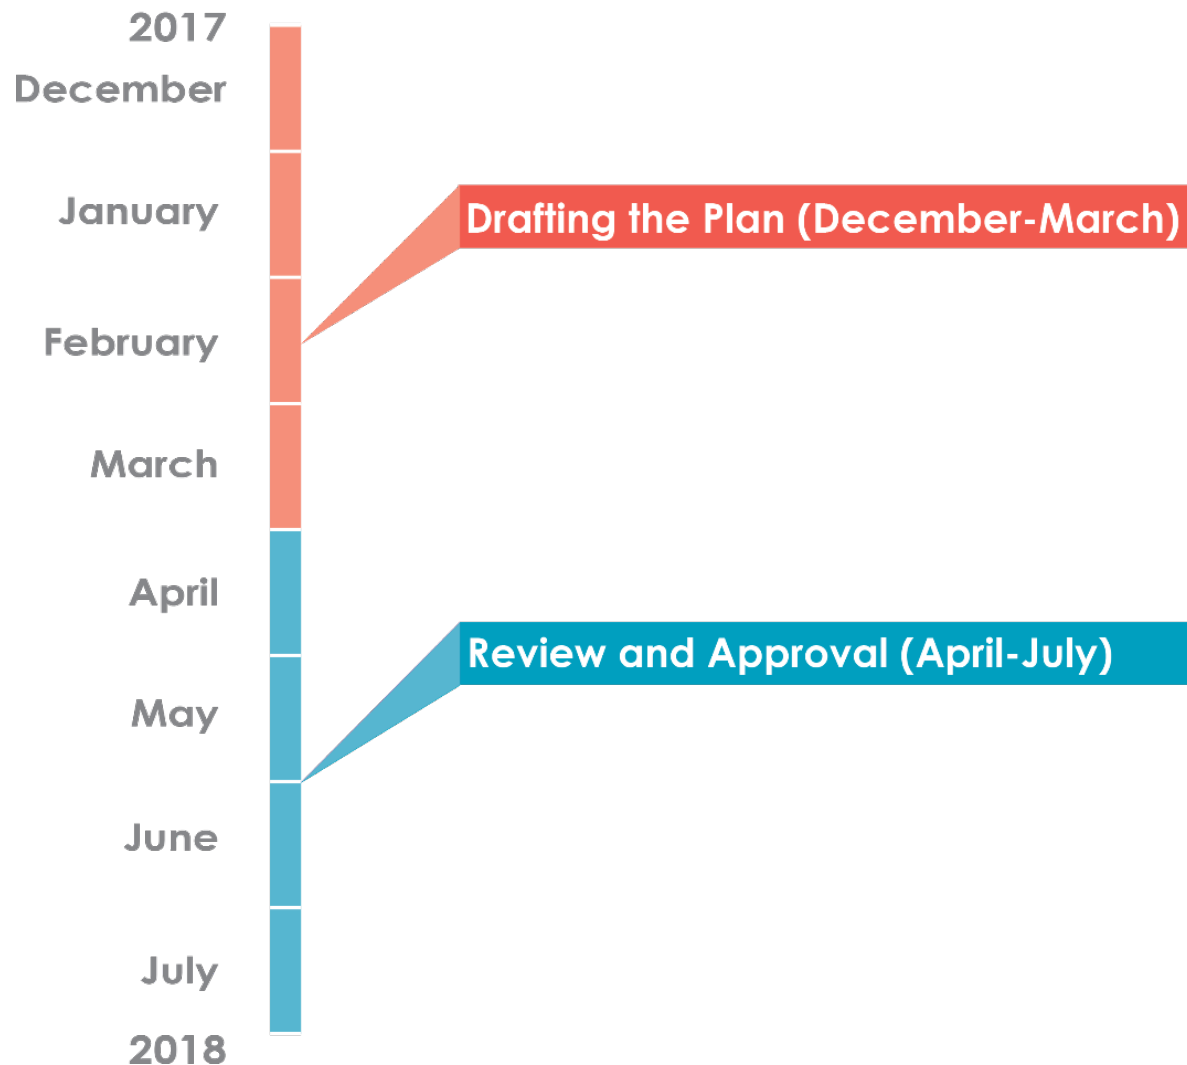 2017
December
January
Drafting the Plan (December-March)
February
March
April
Review and Approval (April-July)
May
June
July
2018